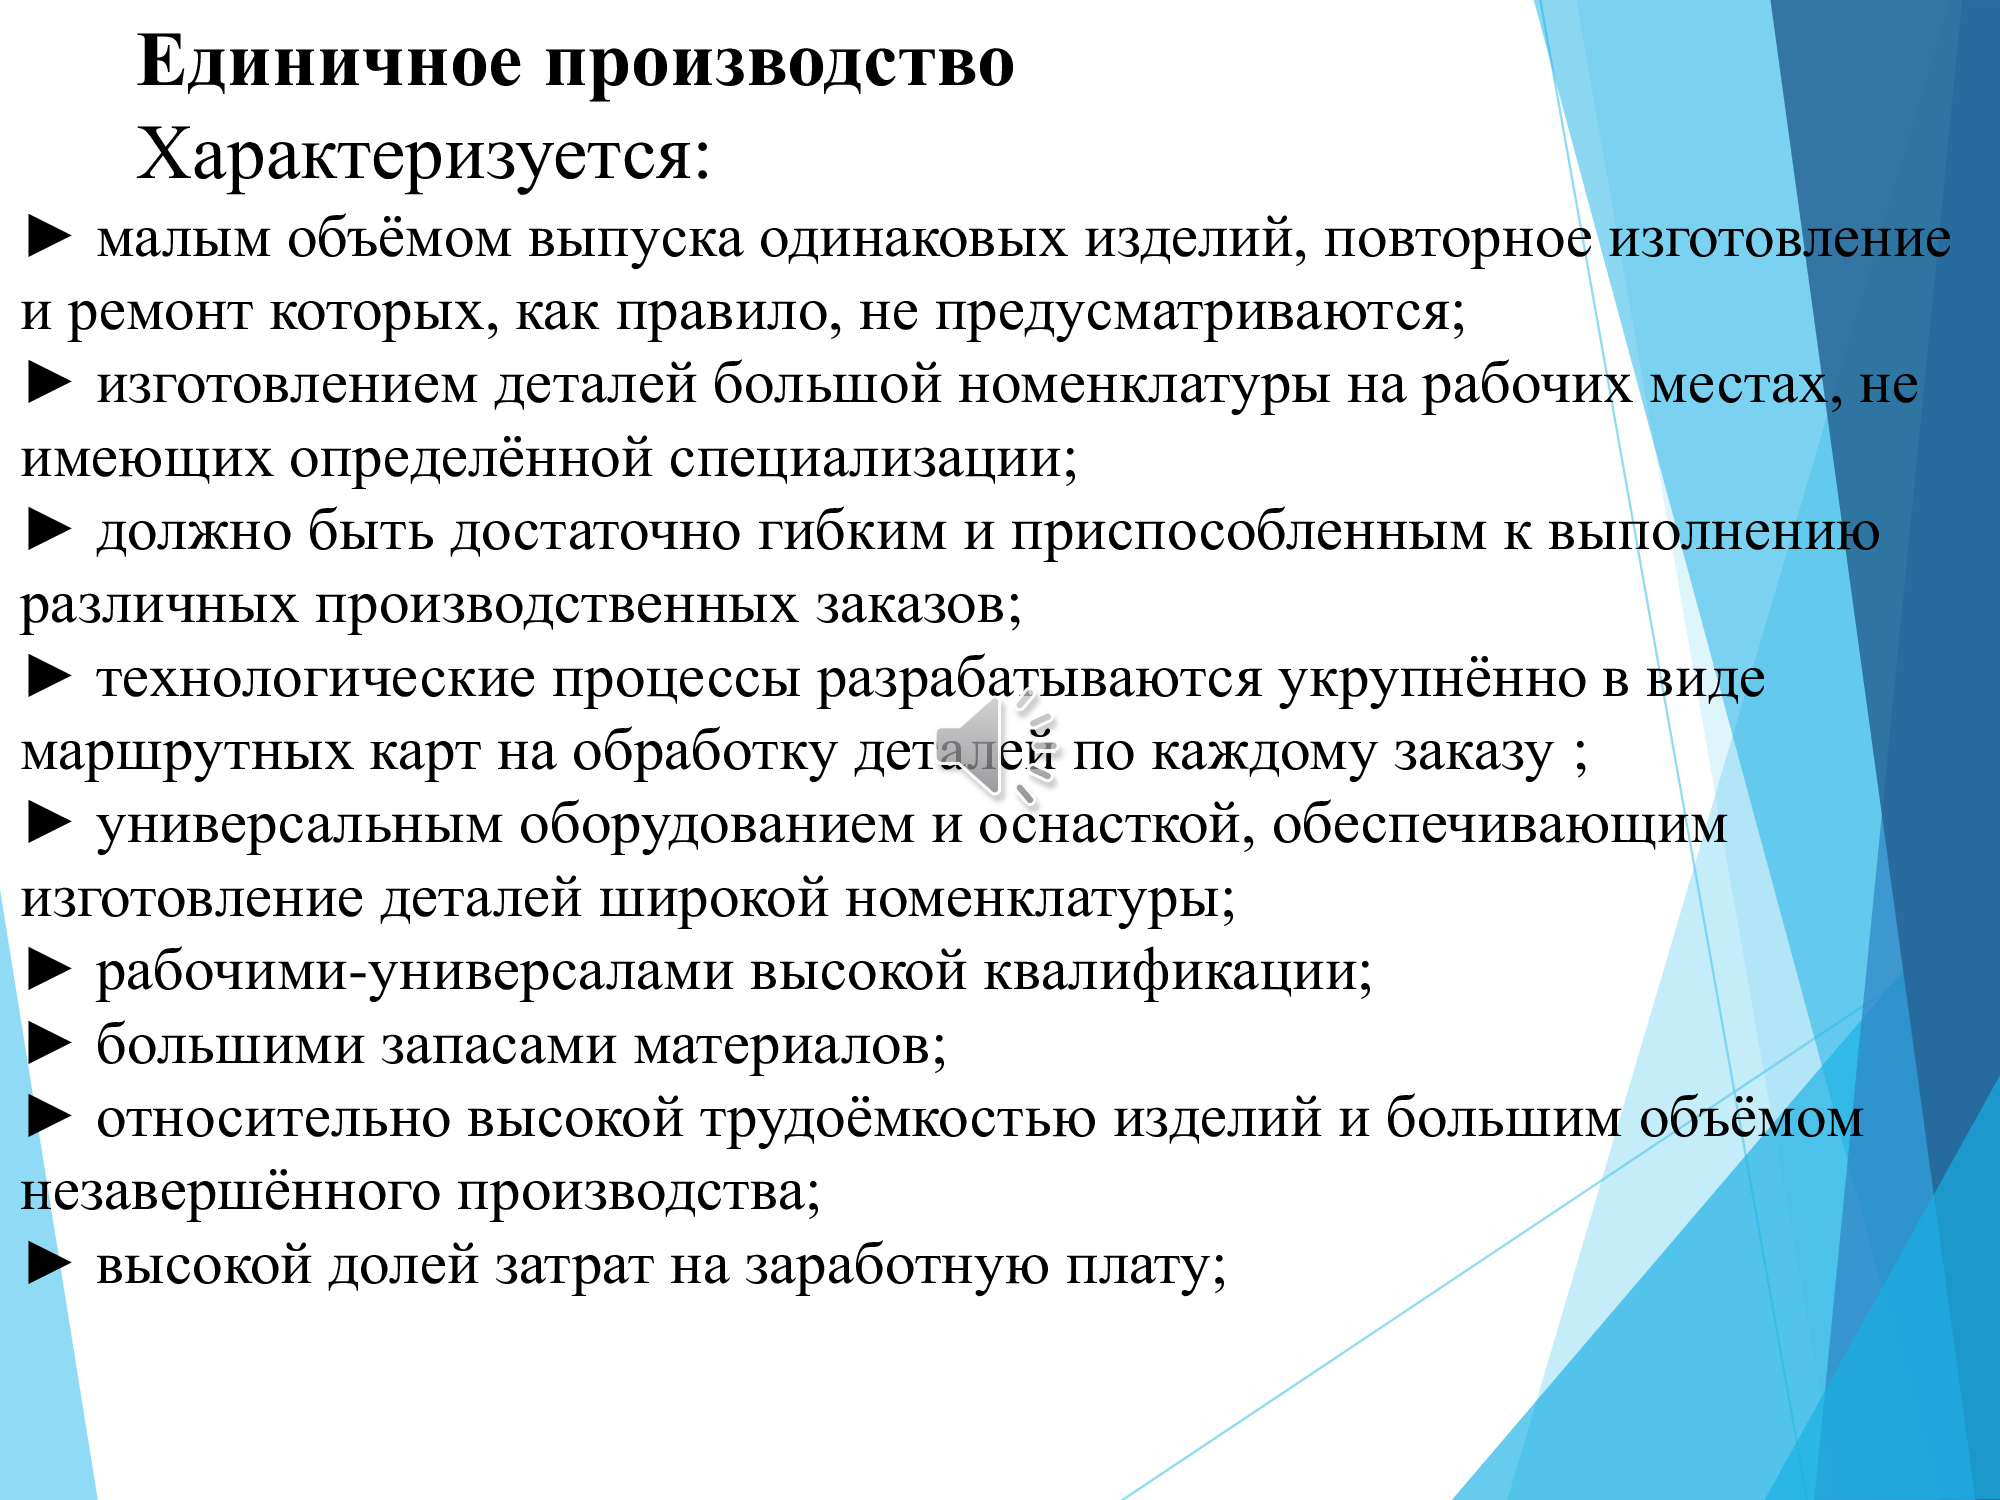 Единичное производство
Характеризуется:
► малым объёмом выпуска одинаковых изделий, повторное изготовление
и ремонт которых, как правило, не предусматриваются;
► изготовлением деталей большой номенклатуры на рабочих местах, не
имеющих определённой специализации;
► должно быть достаточно гибким и приспособленным к выполнению
различных производственных заказов;
► технологические процессы разрабатываются укрупнённо в виде
маршрутных карт на обработку деталей по каждому заказу ;
► универсальным оборудованием и оснасткой, обеспечивающим
изготовление деталей широкой номенклатуры;
► рабочими-универсалами высокой квалификации;
► большими запасами материалов;
► относительно высокой трудоёмкостью изделий и большим объёмом
незавершённого производства;
► высокой долей затрат на заработную плату;